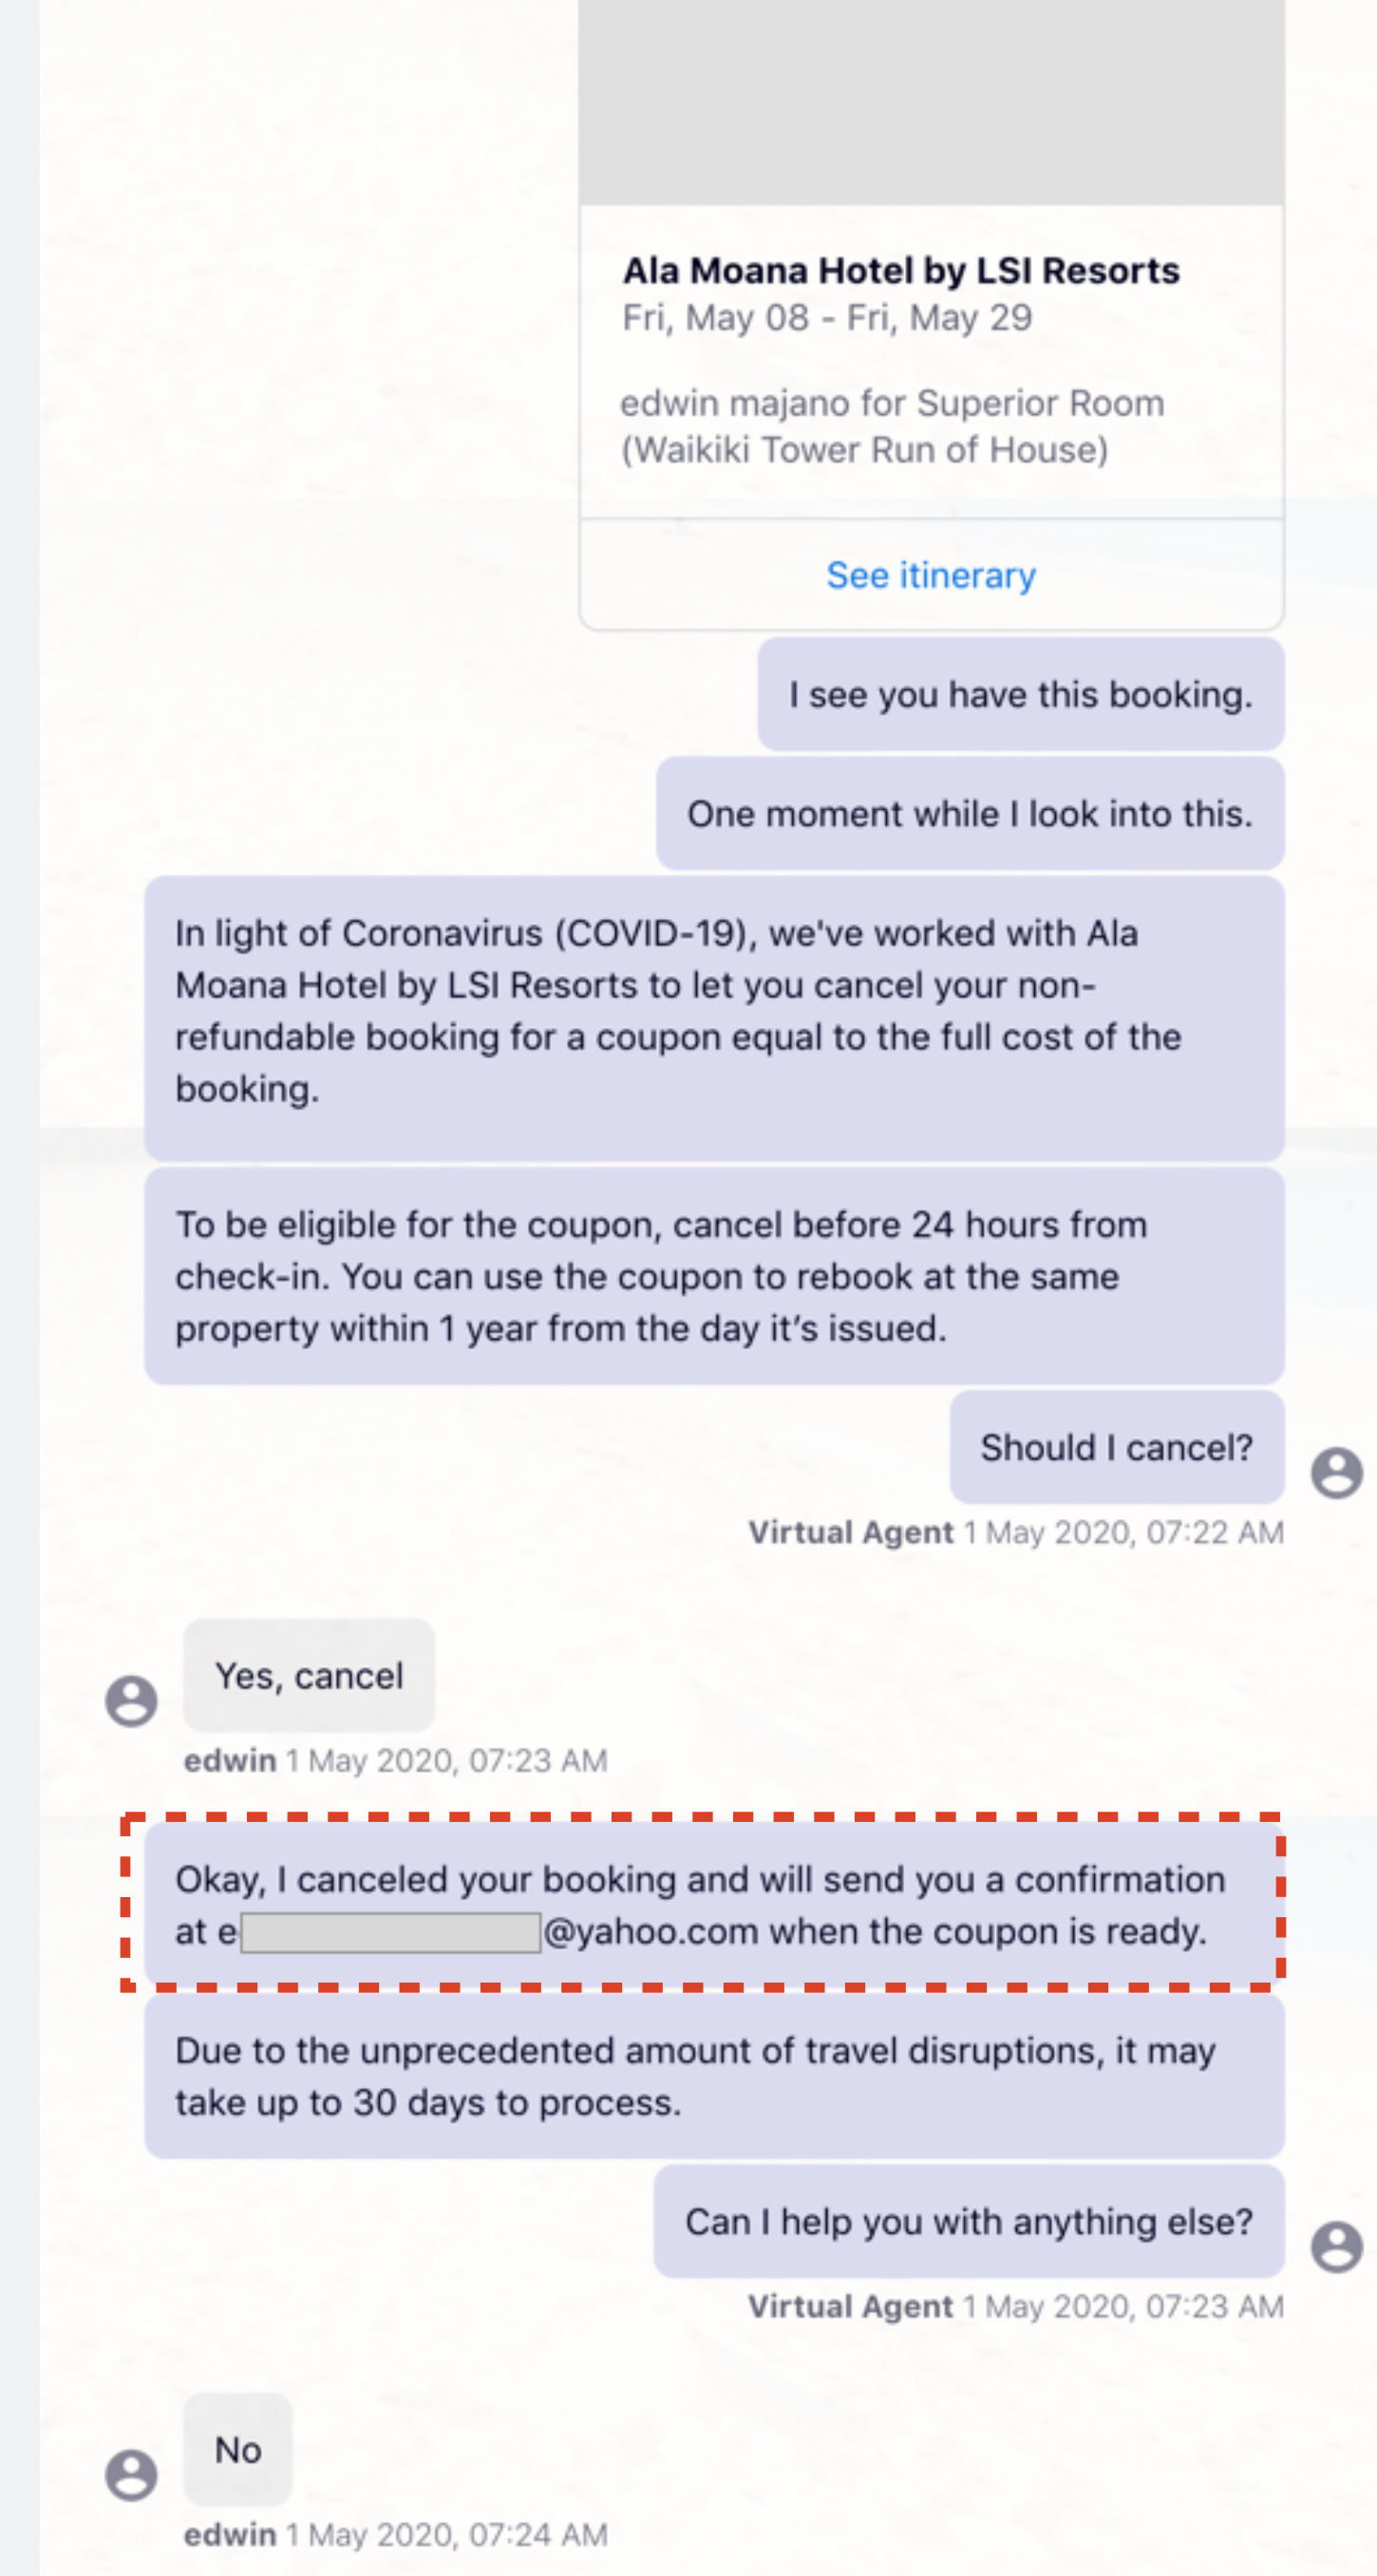 Ala Moana Hotel by LSI Resorts
Fri, May 08 - Fri, May 29
edwin majano for Superior Room
(Waikiki Tower Run of House)
See itinerary
I see you have this booking.
One moment while I look into this.
In light of Coronavirus (COVID-19), we've worked with Ala
Moana Hotel by LSI Resorts to let you cancel your non-
refundable booking for a coupon equal to the full cost of the
booking.
To be eligible for the coupon, cancel before 24 hours from
check-in. You can use the coupon to rebook at the same
property within 1 year from the day it’s issued.
Should I cancel?
Virtual Agent 1 May 2020, 07:22 AM
Yes, cancel
edwin 1 May 2020, 07:23 AM
Okay, I canceled your booking and will send you a confirmation
at e @yahoo.com when the coupon is ready.
Due to the unprecedented amount of travel disruptions, it may
take up to 30 days to process.
Can I help you with anything else?
Virtual Agent 1 May 2020, 07:23 AM
No
edwin 1 May 2020, 07:24 AM